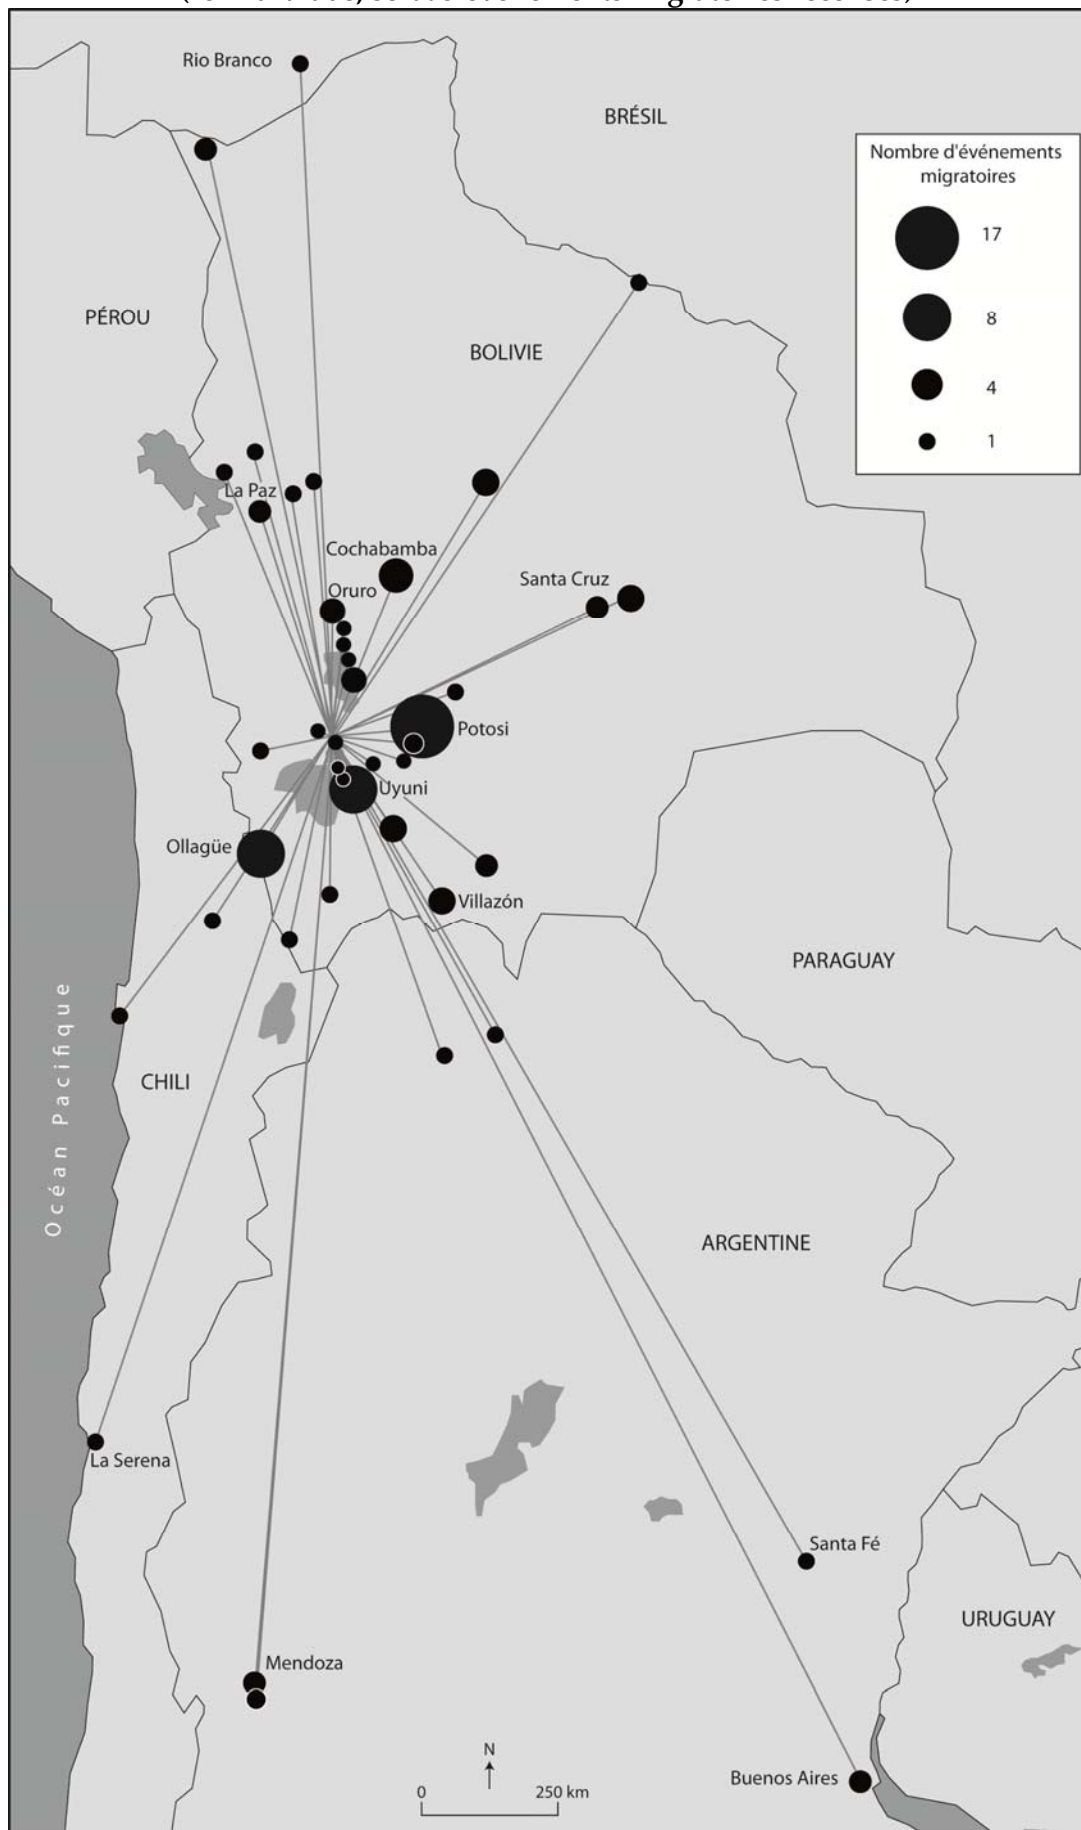 Rio Branco
BRÉSIL
Nombre d'événements
migratoires
17
8
4
1
PÉROU
BOLIVIE
La Paz
Cochabamba
Oruro
Santa Cruz
Potosi
Uyuni
Ollagüe
Villazón
PARAGUAY
Océan Pacifique
CHILI
ARGENTINE
La Serena
Santa Fé
URUGUAY
Mendoza
N
Buenos Aires
0
250 km